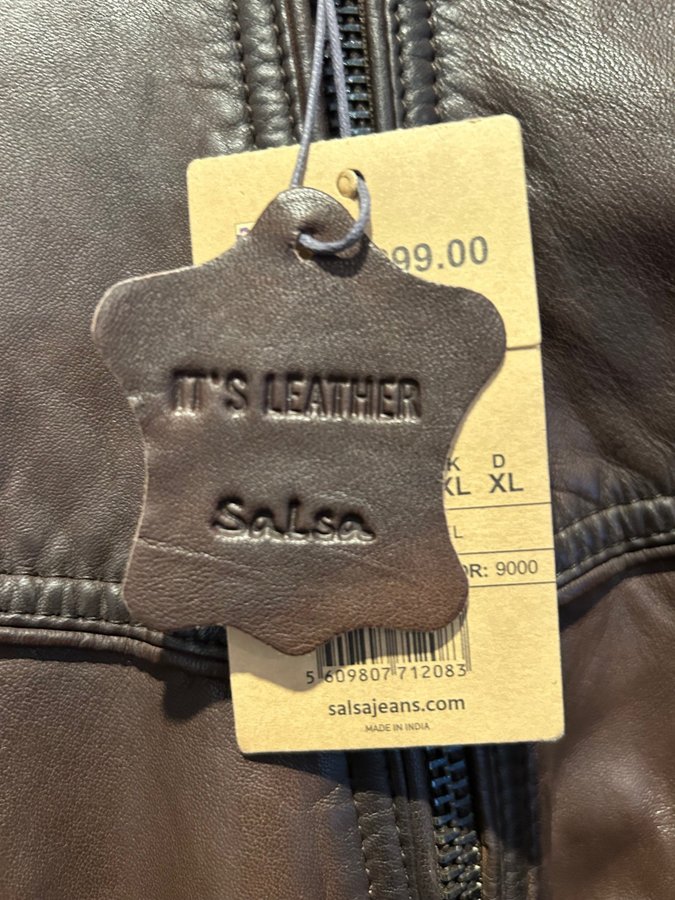 99.00
IT'S LEATHER
K D
XL XL
Salsa
L
OR: 9000
5 609807 712083
salsajeans.com
MADE IN INDIA